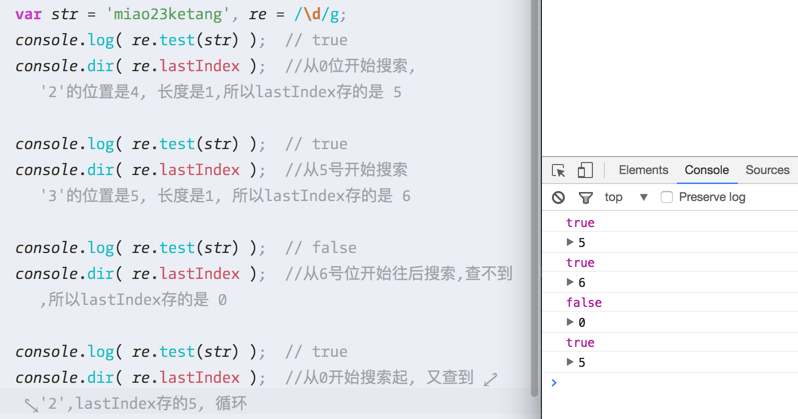 var str = 'miao23ketang', re = /\d/g;
console.log( re.test(str) );  // true
console.dir( re.lastIndex );  //从0位开始搜索,
'2'的位置是4, 长度是1,所以lastIndex存的是 5
console.log( re.test(str) );  // true
console.dir( re.lastIndex );  //从5号开始搜索
'3'的位置是5, 长度是1, 所以lastIndex存的是 6
console.log( re.test(str) );  // false
console.dir( re.lastIndex );  //从6号位开始往后搜索,查不到
,所以lastIndex存的是 0
console.log( re.test(str) );  // true
console.dir( re.lastIndex );  //从0开始搜索起, 又查到
'2',lastIndex存的5, 循环
Elements Console Sources
top Preserve log
true
5
true
6
false
0
true
5